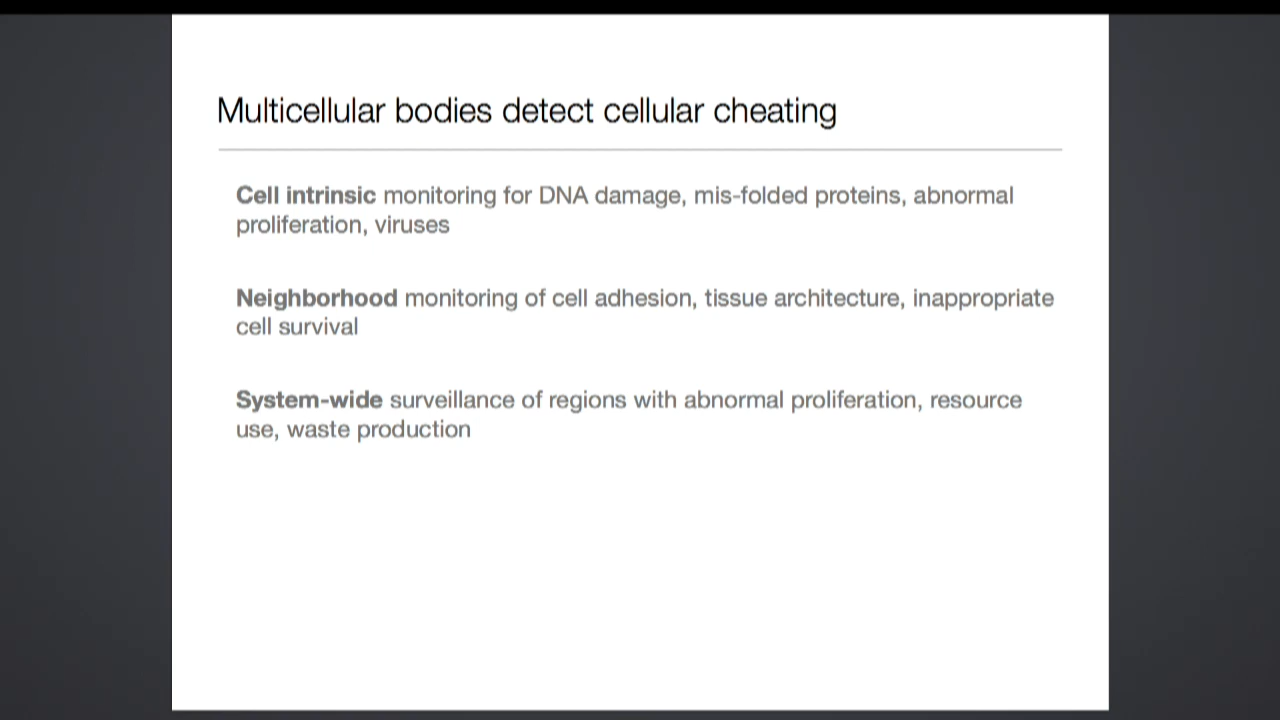 Multicellular bodies detect cellular cheating
Cell intrinsic monitoring for DNA damage, mis-folded proteins, abnormal
proliferation, viruses
Neighborhood monitoring of cell adhesion, tissue architecture, inappropriate
cell survival
System-wide surveillance of regions with abnormal proliferation, resource
use, waste production